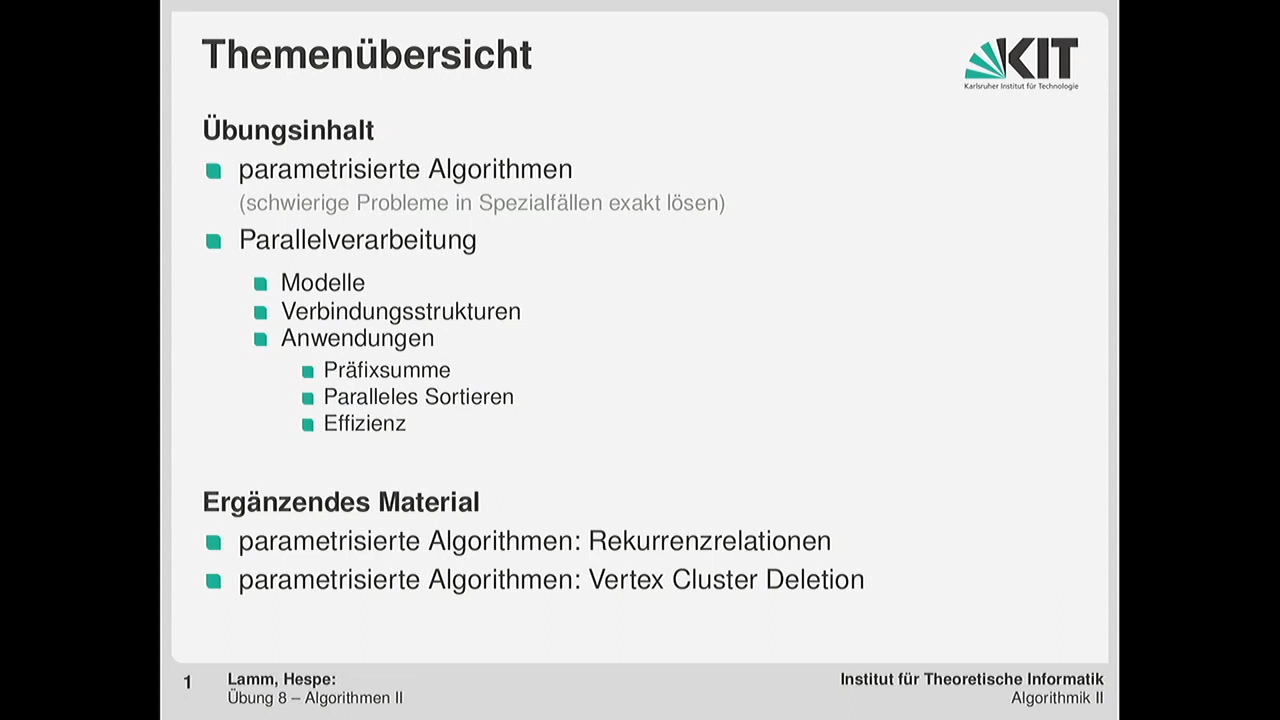 Themenübersicht
KIT
Karlsruher Institut für Technologie
Übungsinhalt
parametrisierte Algorithmen
(schwierige Probleme in Spezialfällen exakt lösen)
Parallelverarbeitung
Modelle
Verbindungsstrukturen
Anwendungen
Präfixsumme
Paralleles Sortieren
Effizienz
Ergänzendes Material
parametrisierte Algorithmen: Rekurrenzrelationen
parametrisierte Algorithmen: Vertex Cluster Deletion
1 Lamm, Hespe: Institut für Theoretische Informatik
Übung 8 – Algorithmen II Algorithmik II